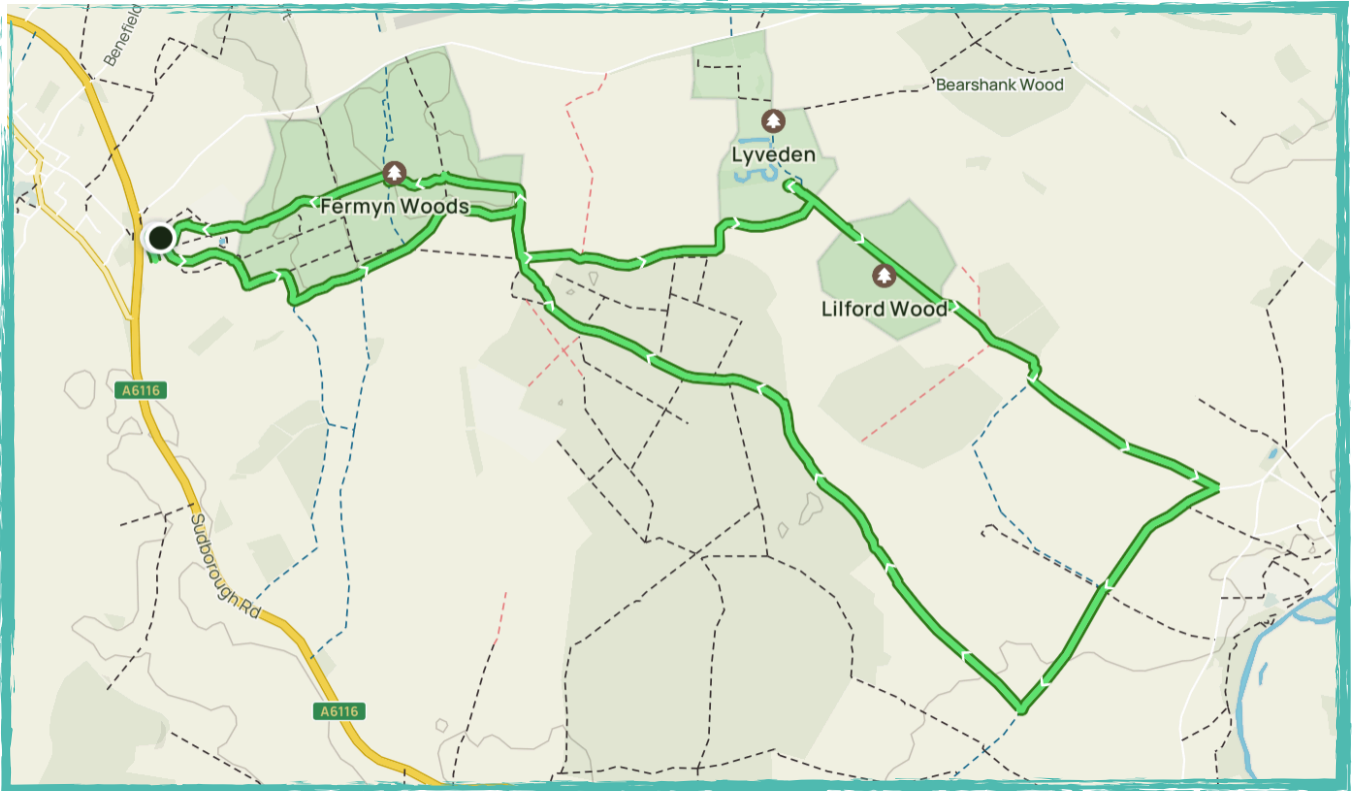 Benefield
Bearshank Wood
Lyveden
Fermyn Woods
Lilford Wood
A6116
Sudborough Rd
A6116